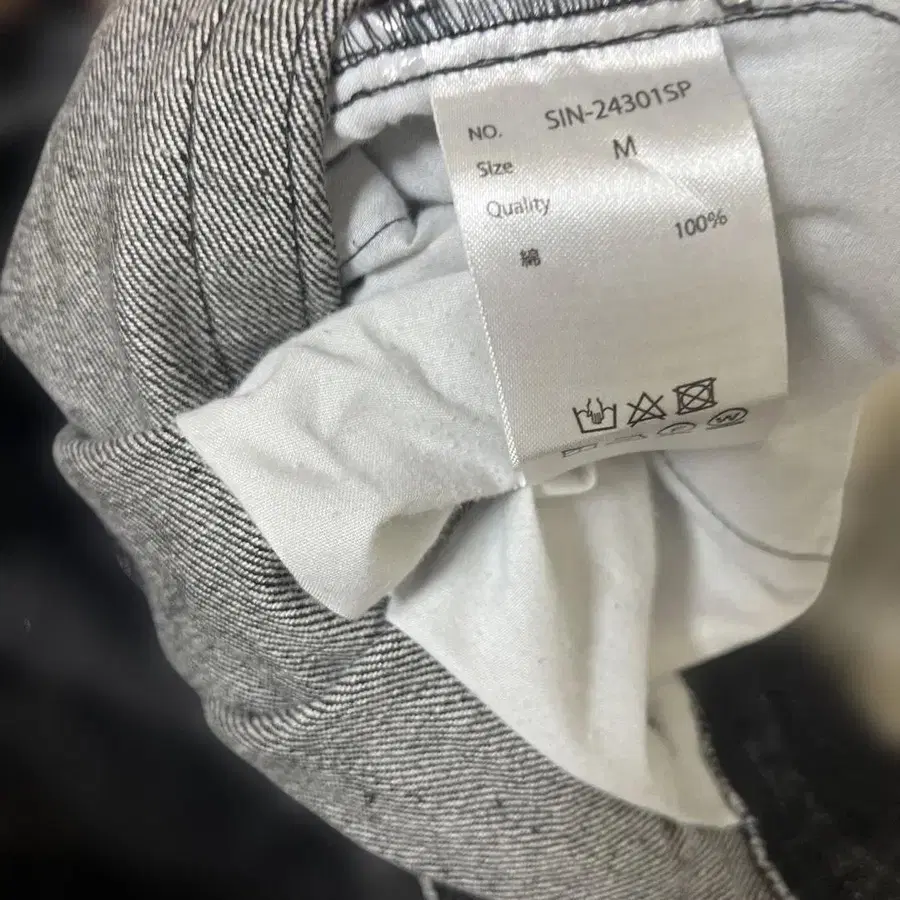 NO. SIN-24301SP
Size M
Quality
綿 100%